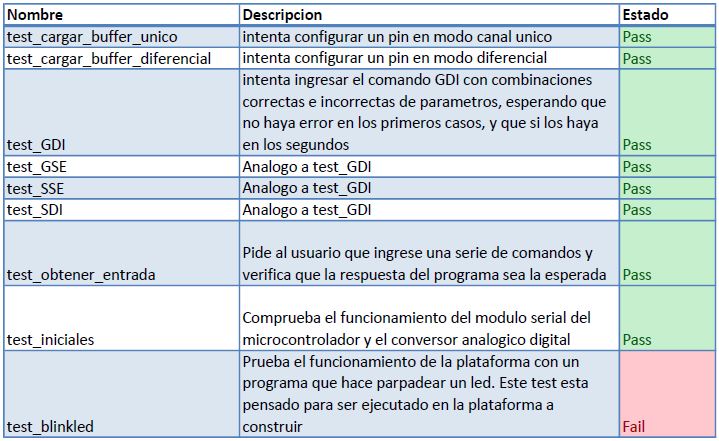 Nombre Descripcion Estado
test_cargar_buffer_unico intenta configurar un pin en modo canal unico Pass
test_cargar_buffer_diferencial intenta configurar un pin en modo diferencial Pass
intenta ingresar el comando GDI con combinaciones
correctas e incorrectas de parametros, esperando que
no haya error en los primeros casos, y que si los haya
test_GDI en los segundos Pass
test_GSE Analogo a test_GDI Pass
test_SSE Analogo a test_GDI Pass
test_SDI Analogo a test_GDI Pass
Pide al usuario que ingrese una serie de comandos y
test_obtener_entrada verifica que la respuesta del programa sea la esperada Pass
Comprueba el funcionamiento del modulo serial del
test_iniciales microcontrolador y el conversor analogico digital Pass
Prueba el funcionamiento de la plataforma con un
programa que hace parpadear un led. Este test esta
pensado para ser ejecutado en la plataforma a
test_blinkled construir Fail